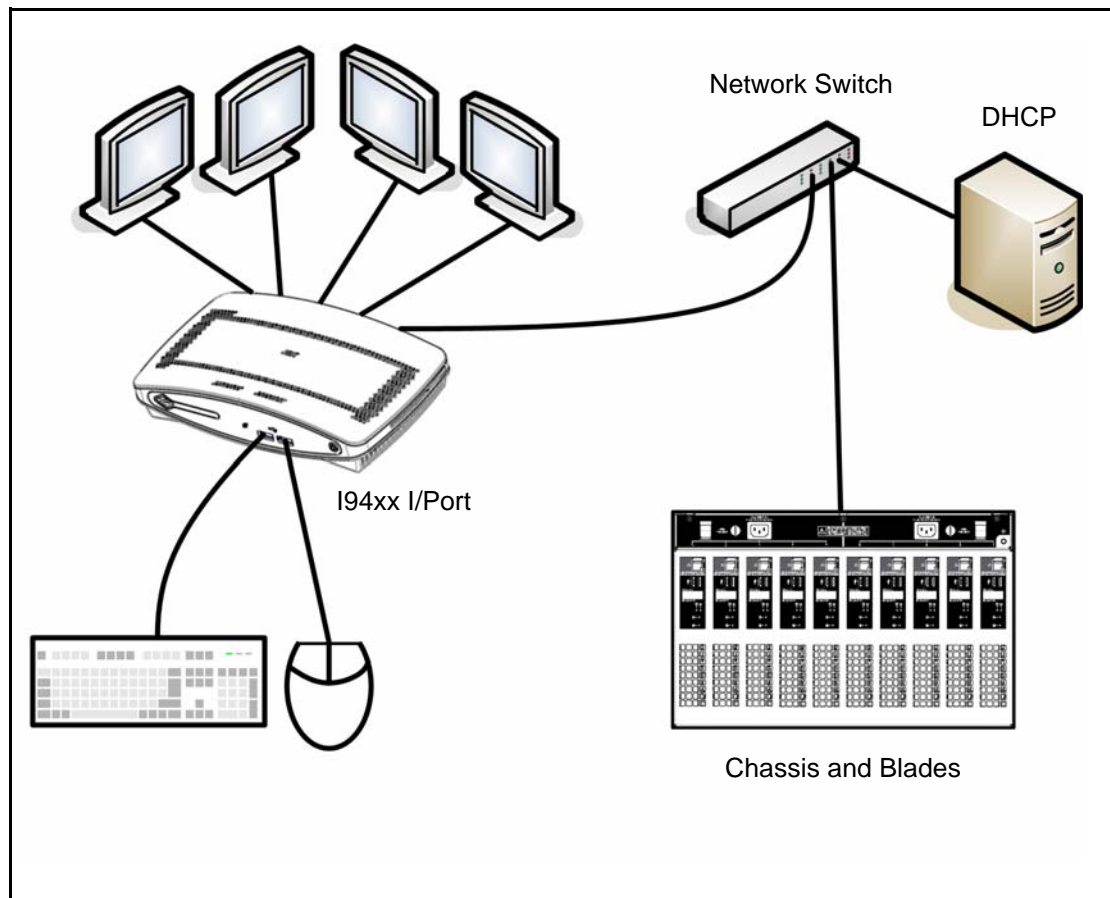 Network Switch
DHCP
I94xx I/Port
Chassis and Blades